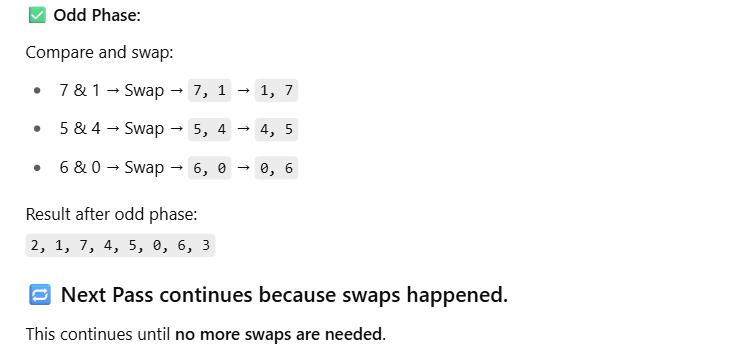 ✅ Odd Phase:
Compare and swap:
• 7 & 1 → Swap → 7, 1 → 1, 7
• 5 & 4 → Swap → 5, 4 → 4, 5
• 6 & 0 → Swap → 6, 0 → 0, 6
Result after odd phase:
2, 1, 7, 4, 5, 0, 6, 3
🔁 Next Pass continues because swaps happened.
This continues until no more swaps are needed.